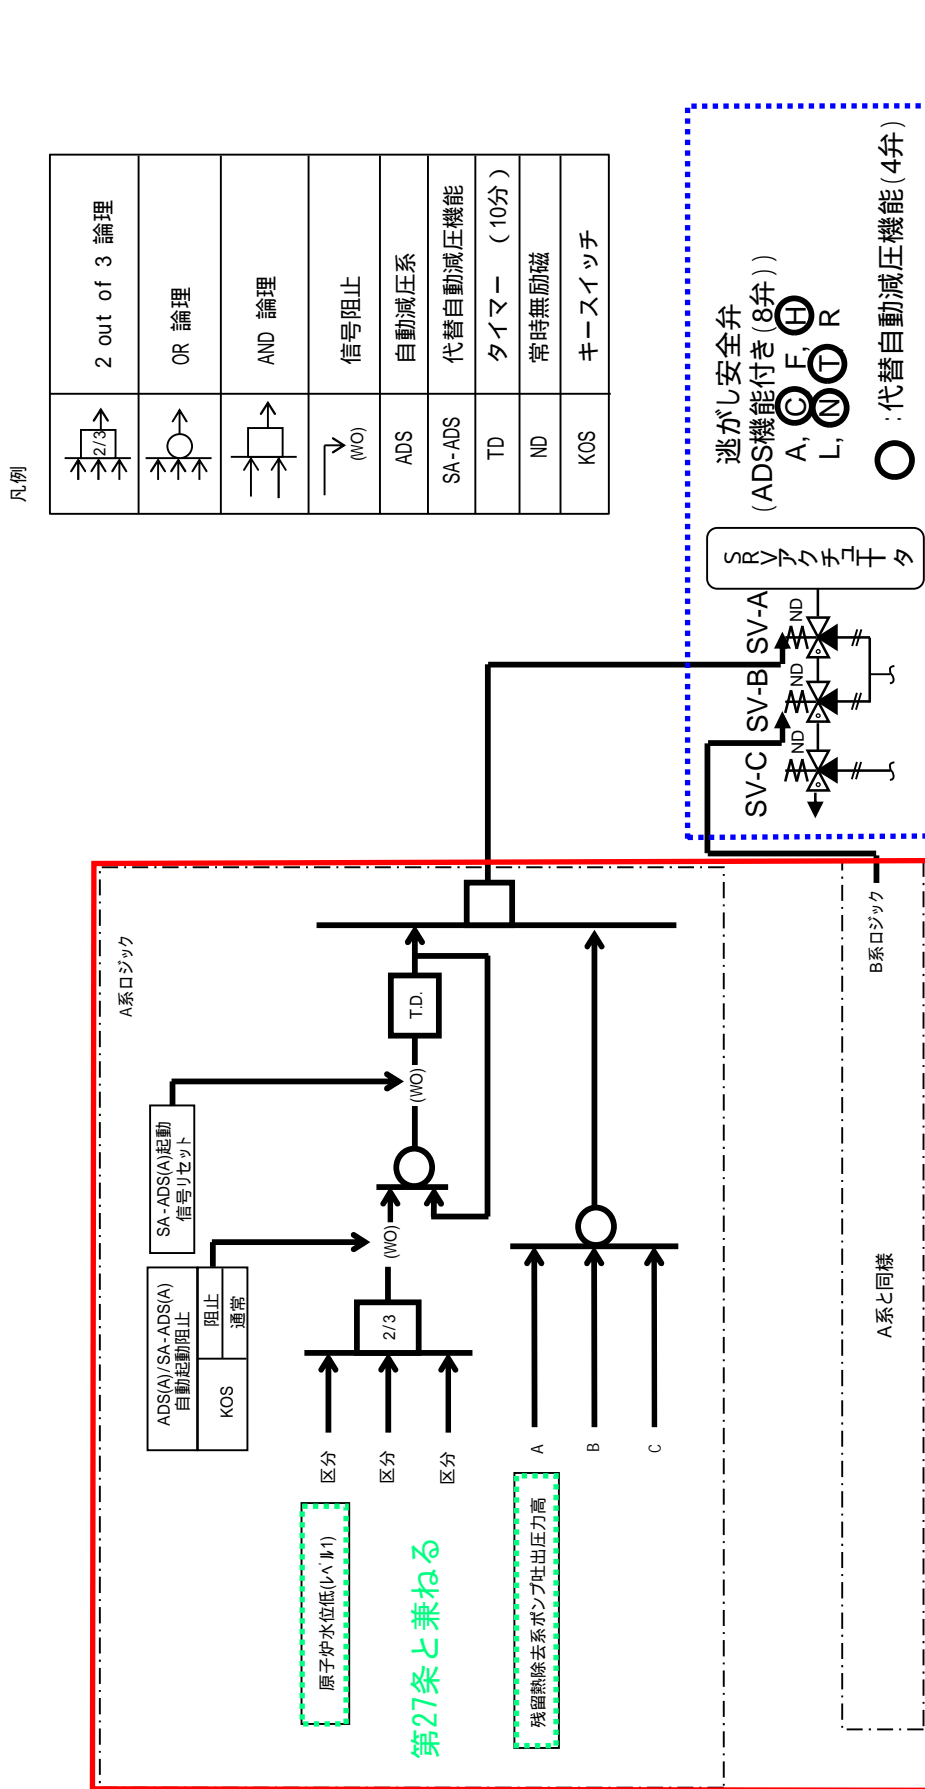 凡例
2/3
2 out of 3 論理
OR 論理
AND 論理
(WO)
信号阻止
ADS
自動減圧系
SA-ADS
代替自動減圧機能
TD
タイマー (10分)
ND
常時無励磁
KOS
キースイッチ
A系ロジック
ADS(A)/SA-ADS(A)
自動起動阻止
KOS
阻止
通常
SA-ADS(A)起動
信号リセット
原子炉水位低(レベル1)
区分
区分
区分
2/3
(WO)
(WO)
T.D.
第27条と兼ねる
残留熱除去系ポンプ吐出圧力高
A
B
C
A系と同様
B系ロジック
逃がし安全弁
(ADS機能付き(8弁))
A, C F, H
L, N T R
:代替自動減圧機能(4弁)
SV-C
SV-B
SV-A
ND
ND
ND
SRVアクチュエータ